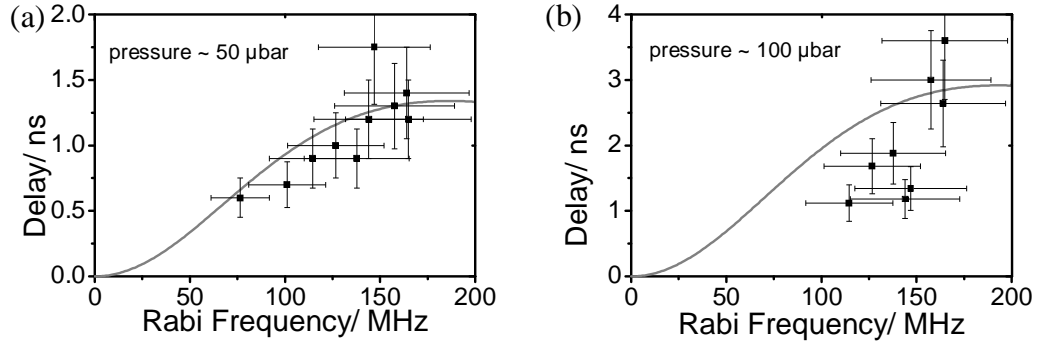 (a)
pressure ~ 50 µbar
2.0
1.5
1.0
0.5
0.0
Delay/ ns
0 50 100 150 200
Rabi Frequency/ MHz
(b)
pressure ~ 100 µbar
4
3
2
1
0
Delay/ ns
0 50 100 150 200
Rabi Frequency/ MHz